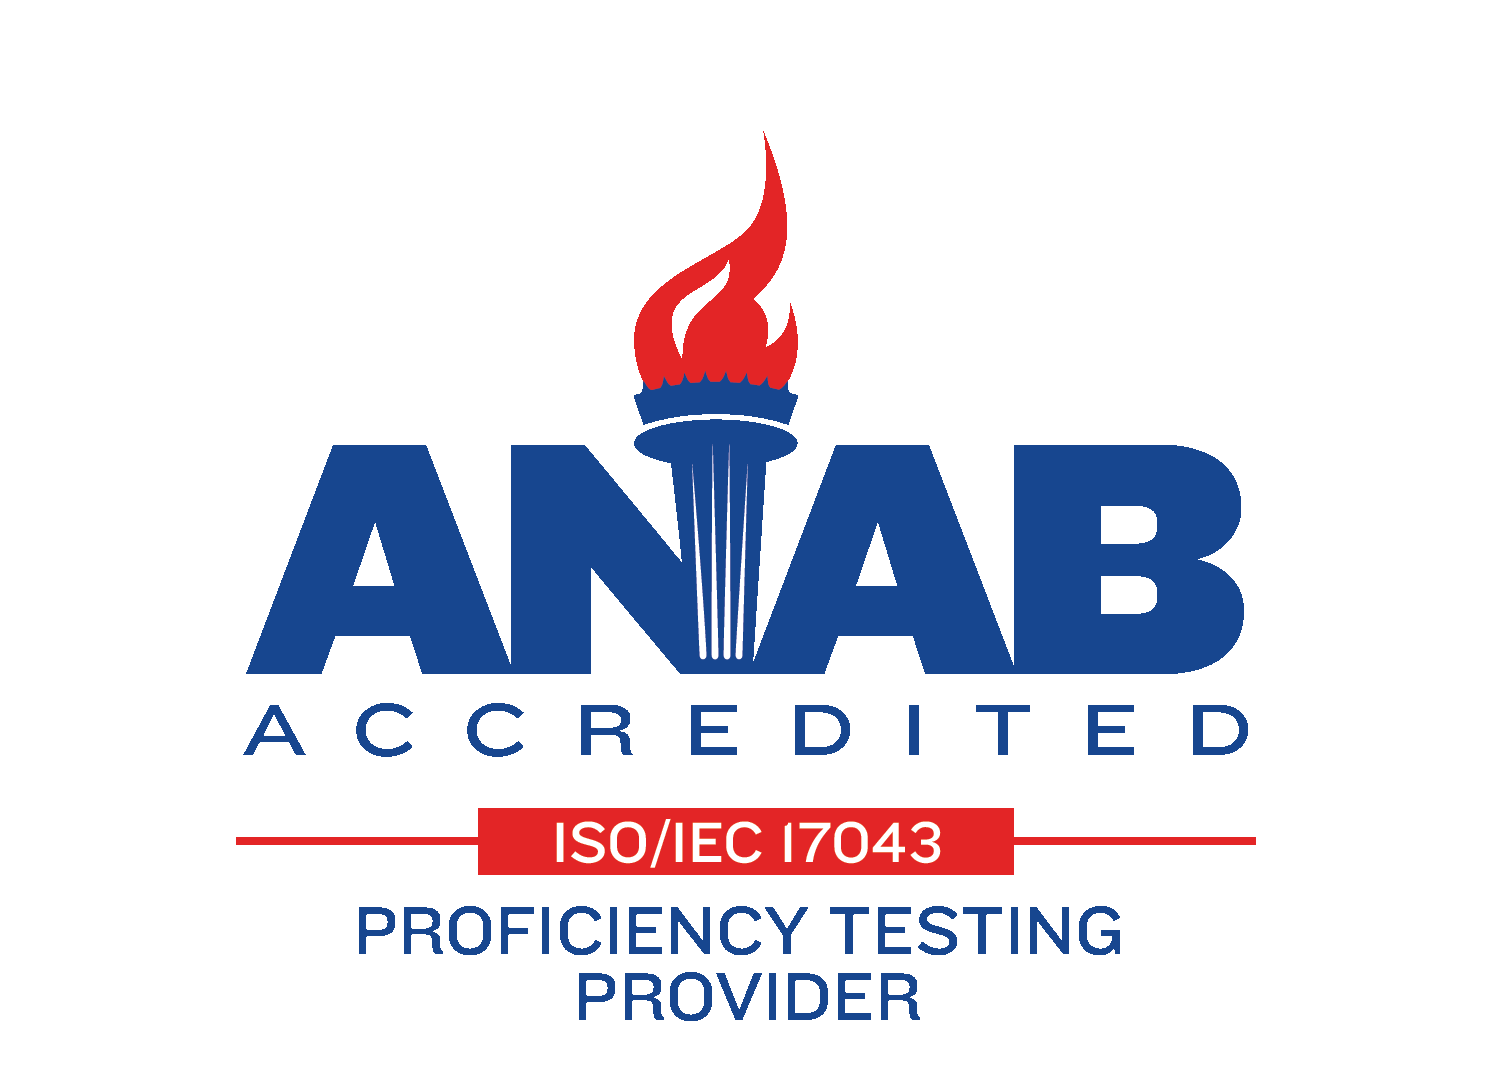 ANAB
ACCREDITED
ISO/IEC 17043
PROFICIENCY TESTING
PROVIDER